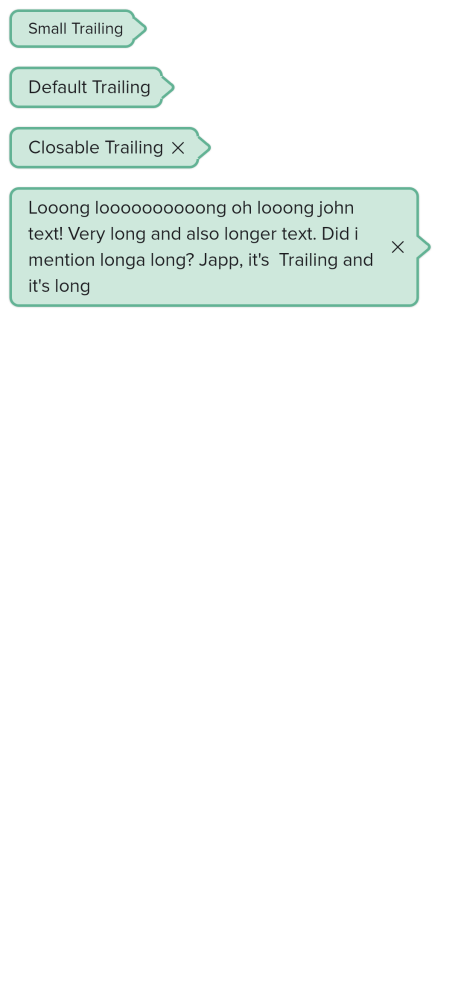 Small Trailing
Default Trailing
Closable Trailing
Looong loooooooooong oh looong john
text! Very long and also longer text. Did i
mention longa long? Japp, it's  Trailing and
it's long